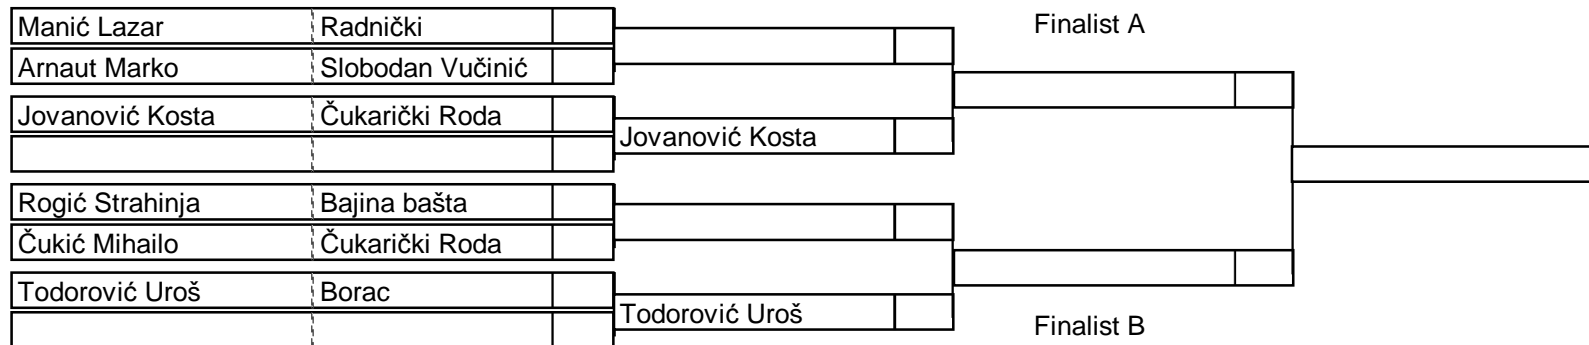 Manić Lazar Radnički
Finalist A
Arnaut Marko Slobodan Vučinić
Jovanović Kosta Čukarički Roda
Jovanović Kosta
Rogić Strahinja Bajina bašta
Čukić Mihailo Čukarički Roda
Todorović Uroš Borac
Todorović Uroš
Finalist B